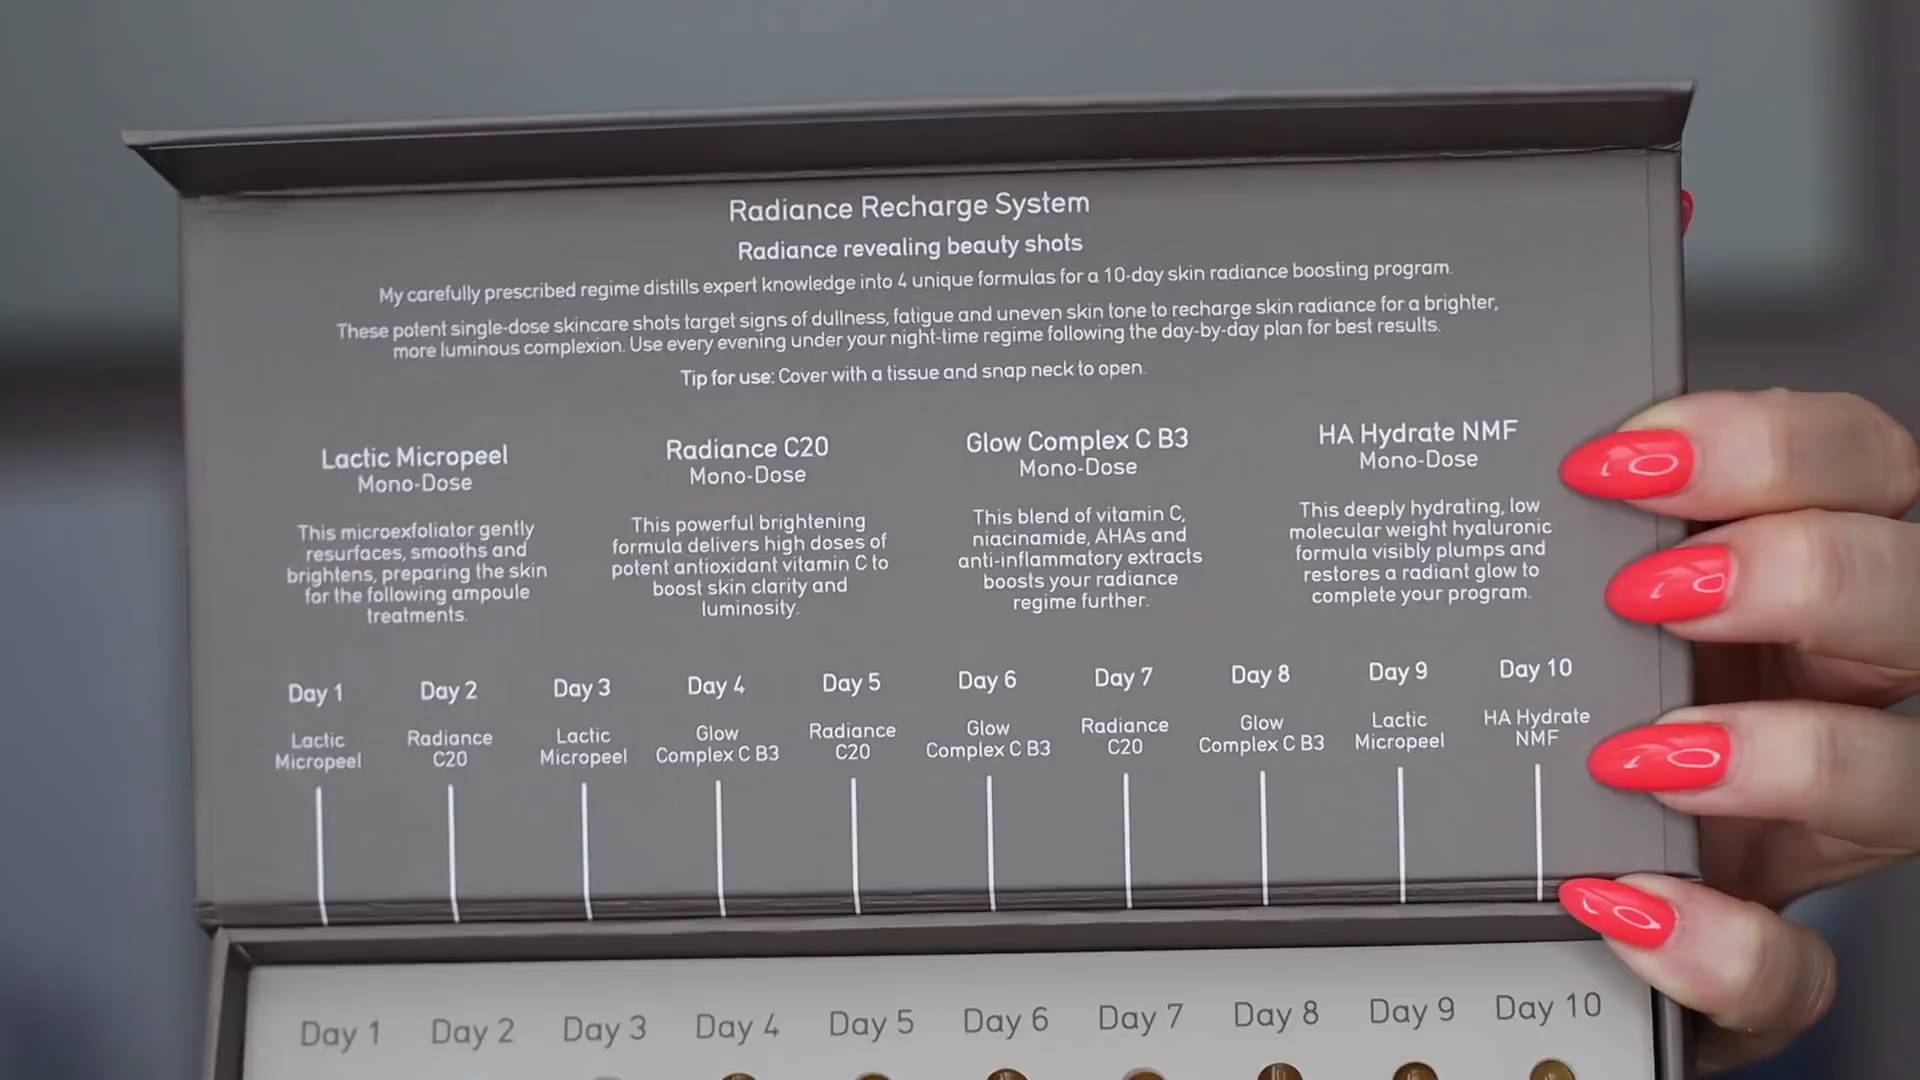 Radiance Recharge System
Radiance revealing beauty shots
My carefully prescribed regime distills expert knowledge into 4 unique formulas for a 10-day skin radiance boosting program.
These potent single-dose skincare shots target signs of dullness, fatigue and uneven skin tone to recharge skin radiance for a brighter,
more luminous complexion. Use every evening under your night-time regime following the day-by-day plan for best results.
Tip for use: Cover with a tissue and snap neck to open.
Lactic Micropeel
Mono-Dose
This microexfoliator gently
resurfaces, smooths and
brightens, preparing the skin
for the following ampoule
treatments.
Radiance C20
Mono-Dose
This powerful brightening
formula delivers high doses of
potent antioxidant vitamin C to
boost skin clarity and
luminosity.
Glow Complex C B3
Mono-Dose
This blend of vitamin C,
niacinamide, AHAs and
anti-inflammatory extracts
boosts your radiance
regime further.
HA Hydrate NMF
Mono-Dose
This deeply hydrating, low
molecular weight hyaluronic
formula visibly plumps and
restores a radiant glow to
complete your program.
Day 1
Lactic
Micropeel
Day 2
Radiance
C20
Day 3
Lactic
Micropeel
Day 4
Glow
Complex C B3
Day 5
Radiance
C20
Day 6
Glow
Complex C B3
Day 7
Radiance
C20
Day 8
Glow
Complex C B3
Day 9
Lactic
Micropeel
Day 10
HA Hydrate
NMF
Day 1 Day 2 Day 3 Day 4 Day 5 Day 6 Day 7 Day 8 Day 9 Day 10